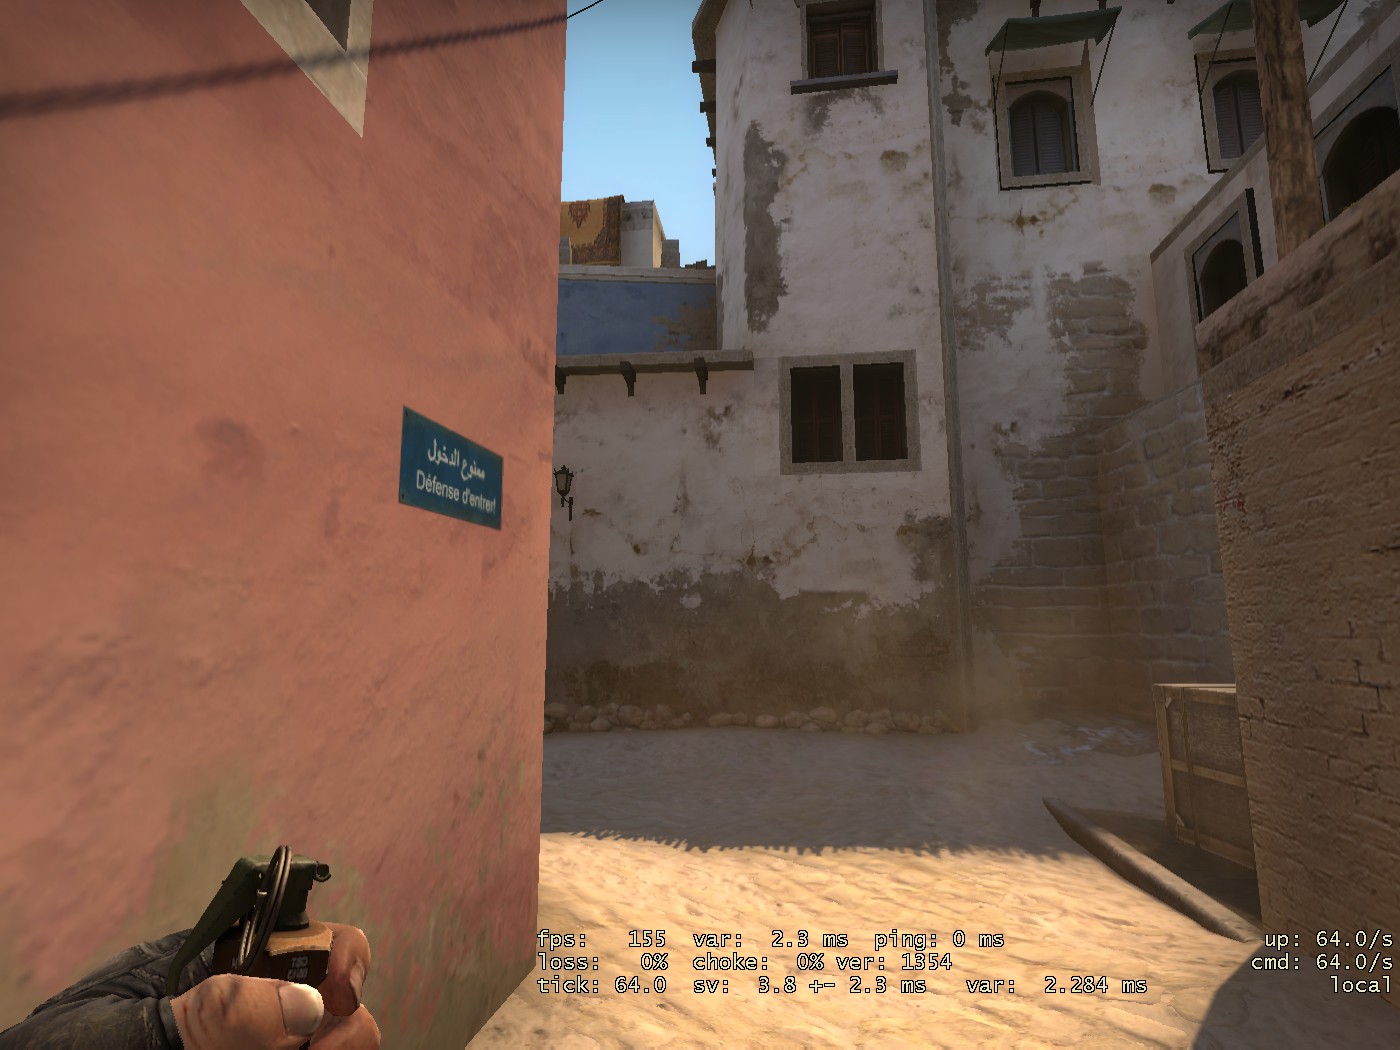 ممنوع الدخول
Défense d'entrer!
fps: 155 var: 2.3 ms ping: 0 ms
loss: 0% choke: 0% ver: 1354
tick: 64.0 sv: 3.8 +- 2.3 ms var: 2.284 ms
up: 64.0/s
cmd: 64.0/s
local